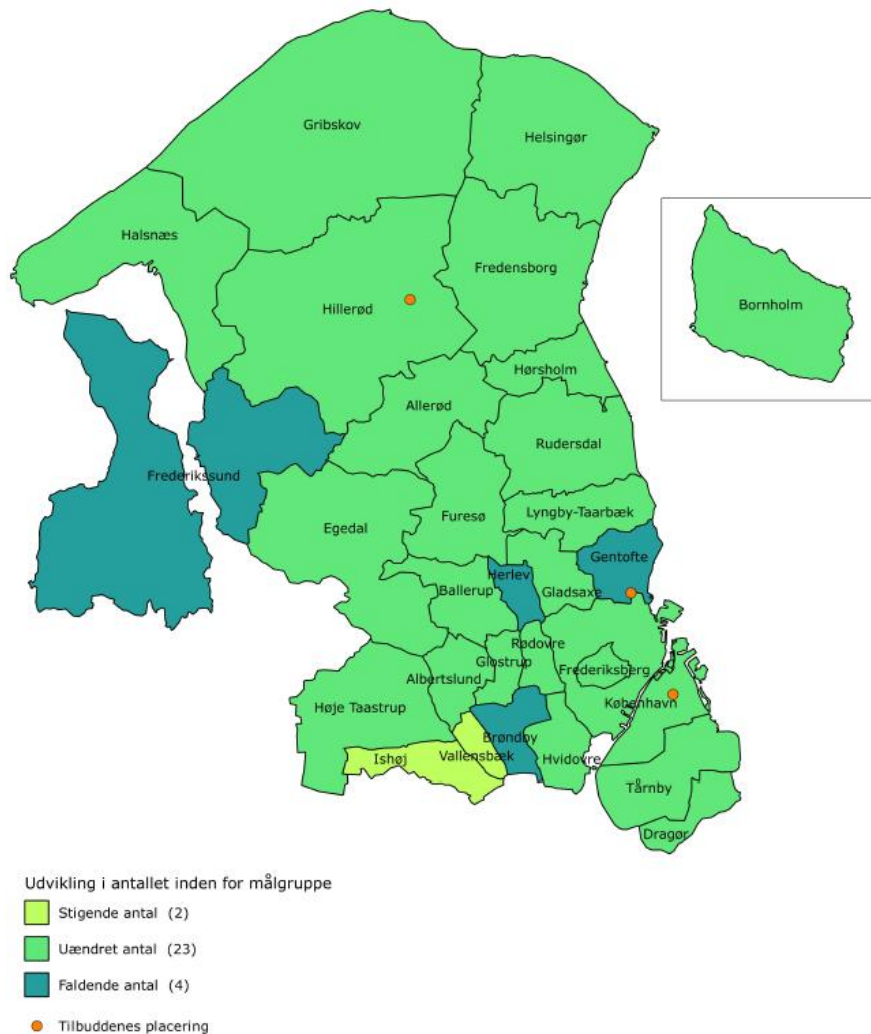 Gribskov
Helsingør
Halsnæs
Fredensborg
Hillerød
Bornholm
Hørsholm
Allerød
Rudersdal
Frederikssund
Lyngby-Taarbæk
Furesø
Egedal
Gentofte
Herlev
Ballerup
Gladsaxe
Rødovre
Glostrup
Frederiksberg
Albertslund
Høje Taastrup
København
Brøndby
Vallensbæk
Ishøj
Hvidovre
Tårnby
Dragør
Udvikling i antallet inden for målgruppe
Stigende antal (2)
Uændret antal (23)
Faldende antal (4)
Tilbuddenes placering